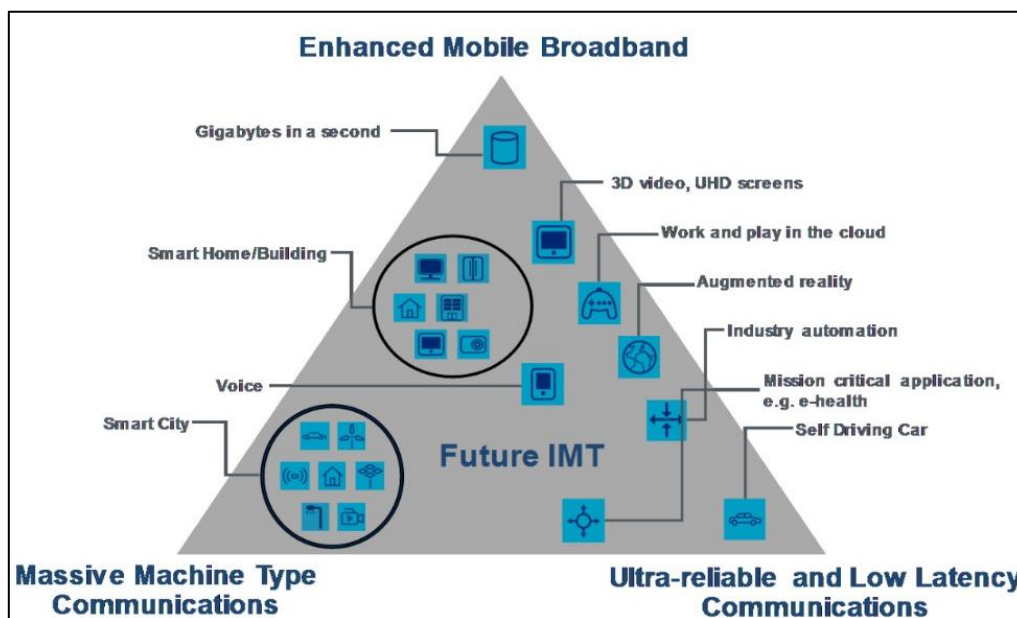 Enhanced Mobile Broadband
Gigabytes in a second
3D video, UHD screens
Work and play in the cloud
Smart Home/Building
Augmented reality
Industry automation
Voice
Mission critical application,
e.g. e-health
Smart City
Self Driving Car
Future IMT
Massive Machine Type
Communications
Ultra-reliable and Low Latency
Communications